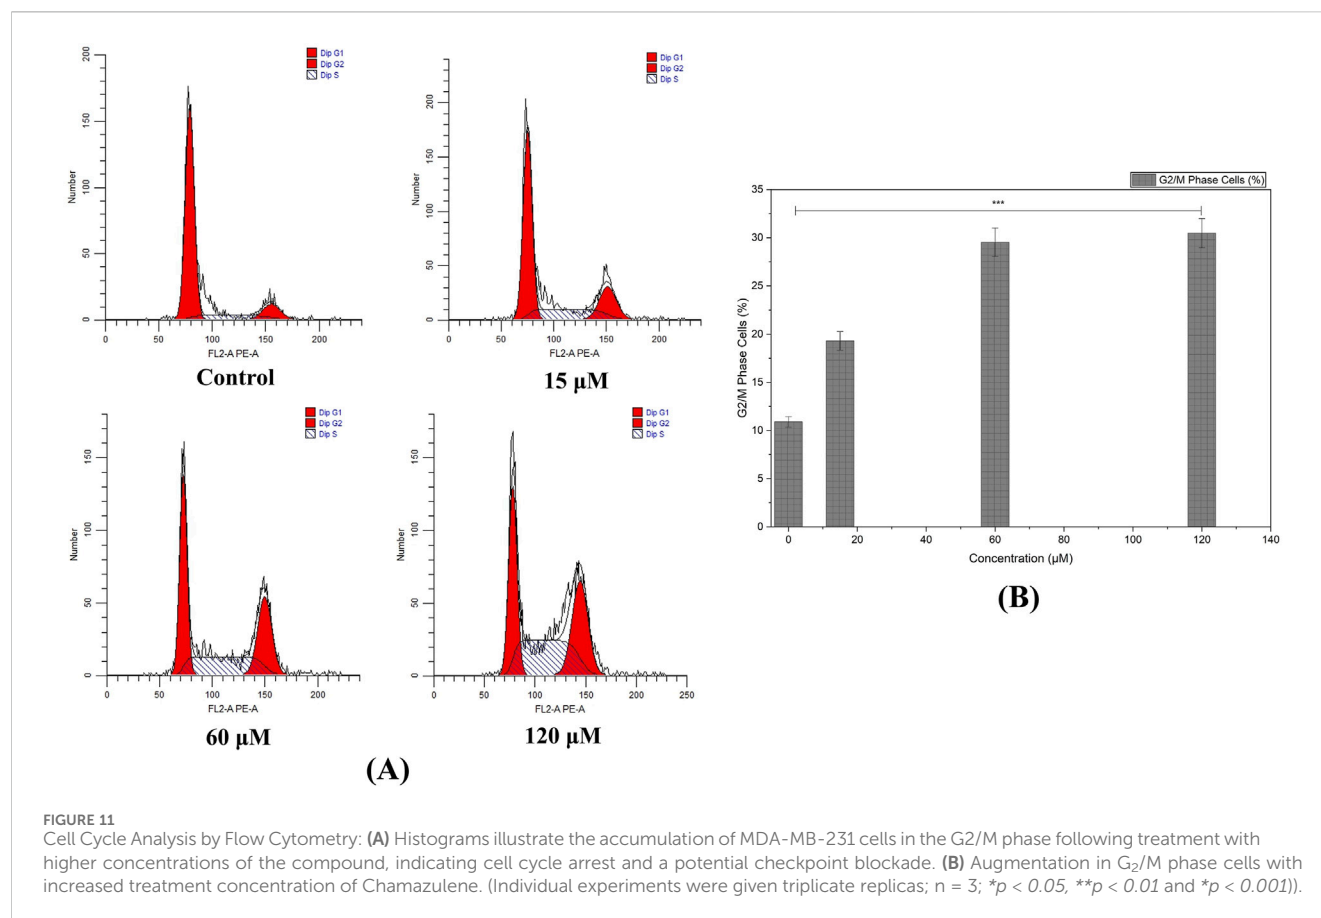 Dip G1
Dip G2
Dip S
200
150
100
50
0
Number
0 50 100 150 200
FL2-A PE-A
Control
Dip G1
Dip G2
Dip S
200
150
100
50
0
Number
0 50 100 150 200
FL2-A PE-A
15 µM
Dip G1
Dip G2
Dip S
150
100
50
0
Number
0 50 100 150 200
FL2-A PE-A
60 µM
Dip G1
Dip G2
Dip S
150
100
50
0
Number
0 50 100 150 200 250
FL2-A PE-A
120 µM
(A)
G2/M Phase Cells (%)
***
35
30
25
20
15
10
5
0
G2/M Phase Cells (%)
0 20 40 60 80 100 120 140
Concentration (µM)
(B)
FIGURE 11
Cell Cycle Analysis by Flow Cytometry: (A) Histograms illustrate the accumulation of MDA-MB-231 cells in the G2/M phase following treatment with
higher concentrations of the compound, indicating cell cycle arrest and a potential checkpoint blockade. (B) Augmentation in G₂/M phase cells with
increased treatment concentration of Chamazulene. (Individual experiments were given triplicate replicas; n = 3; *p < 0.05, **p < 0.01 and *p < 0.001)).